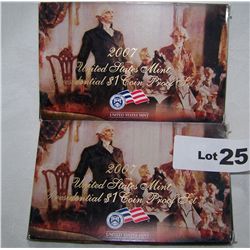 2007
United States Mint
Presidential $1 Coin Proof Set
UNITED STATES MINT
Lot 25
2007
United States Mint
Presidential $1 Coin Proof Set
UNITED STATES MINT